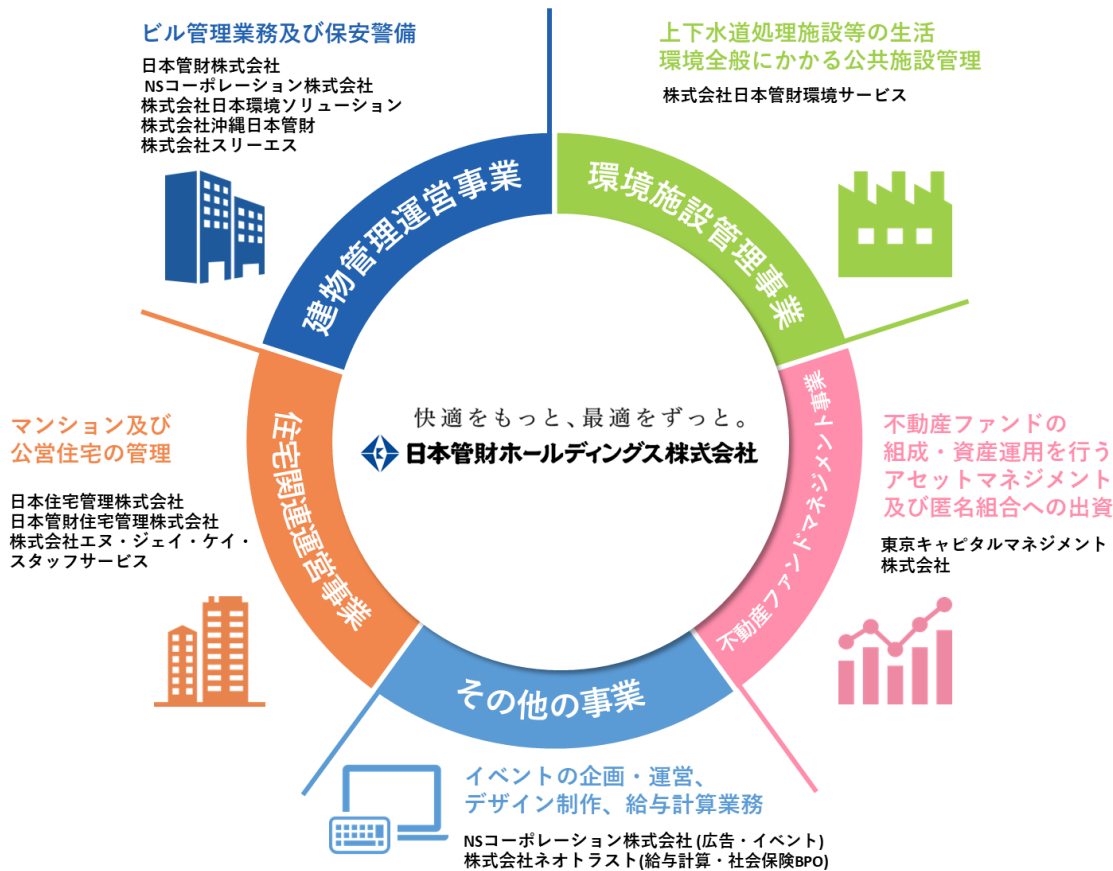 ビル管理業務及び保安警備
日本管財株式会社
NSコーポレーション株式会社
株式会社日本環境ソリューション
株式会社沖縄日本管財
株式会社スリーエス
建物管理運営事業
上下水道処理施設等の生活
環境全般にかかる公共施設管理
株式会社日本管財環境サービス
環境施設管理事業
快適をもっと、最適をずっと。
日本管財ホールディングス株式会社
マンション及び
公営住宅の管理
日本住宅管理株式会社
日本管財住宅管理株式会社
株式会社エヌ・ジェイ・ケイ・
スタッフサービス
住宅関連運営事業
不動産ファンドマネジメント事業
不動産ファンドの
組成・資産運用を行う
アセットマネジメント
及び匿名組合への出資
東京キャピタルマネジメント
株式会社
その他の事業
イベントの企画・運営、
デザイン制作、給与計算業務
NSコーポレーション株式会社 (広告・イベント)
株式会社ネオトラスト(給与計算・社会保険BPO)